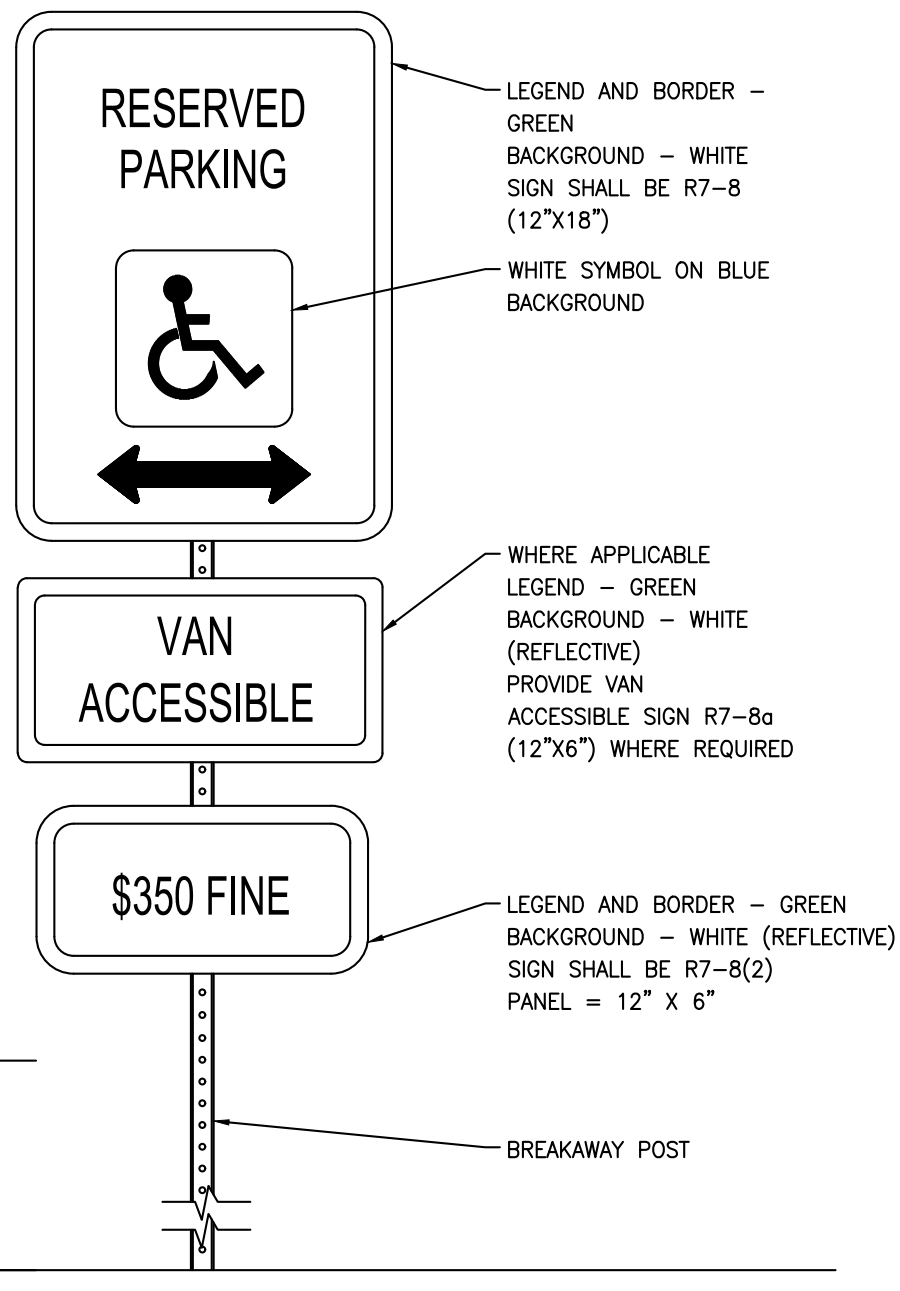 RESERVED
PARKING
LEGEND AND BORDER –
GREEN
BACKGROUND – WHITE
SIGN SHALL BE R7–8
(12"X18")
WHITE SYMBOL ON BLUE
BACKGROUND
VAN
ACCESSIBLE
WHERE APPLICABLE
LEGEND – GREEN
BACKGROUND – WHITE
(REFLECTIVE)
PROVIDE VAN
ACCESSIBLE SIGN R7–8a
(12"X6") WHERE REQUIRED
$350 FINE
LEGEND AND BORDER – GREEN
BACKGROUND – WHITE (REFLECTIVE)
SIGN SHALL BE R7–8(2)
PANEL = 12" X 6"
BREAKAWAY POST